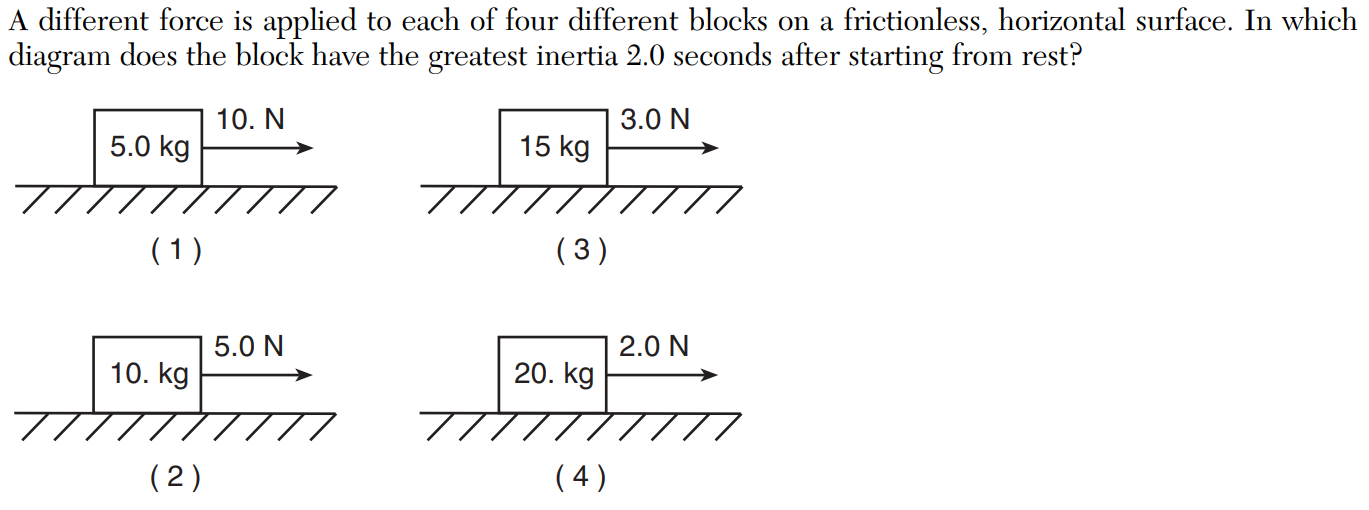 A different force is applied to each of four different blocks on a frictionless, horizontal surface. In which
diagram does the block have the greatest inertia 2.0 seconds after starting from rest?
10. N
5.0 kg
( 1 )
3.0 N
15 kg
( 3 )
5.0 N
10. kg
( 2 )
2.0 N
20. kg
( 4 )